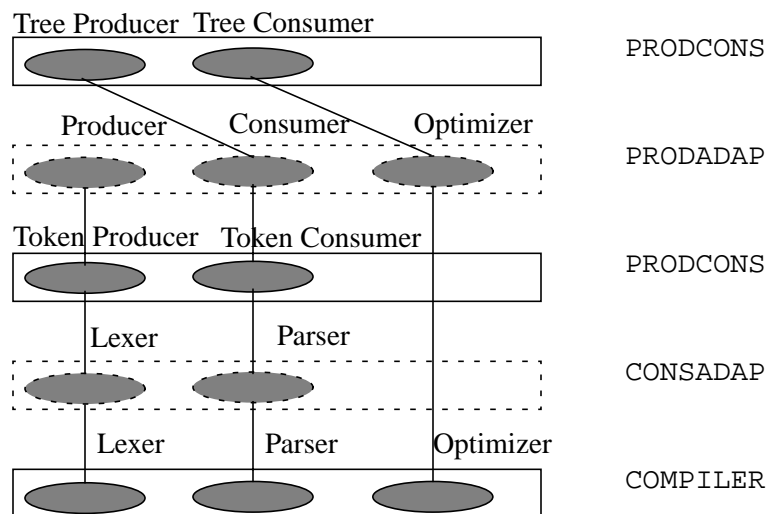 Tree Producer Tree Consumer
PRODCONS
Producer Consumer Optimizer
PRODADAP
Token Producer Token Consumer
PRODCONS
Lexer Parser
CONSADAP
Lexer Parser Optimizer
COMPILER